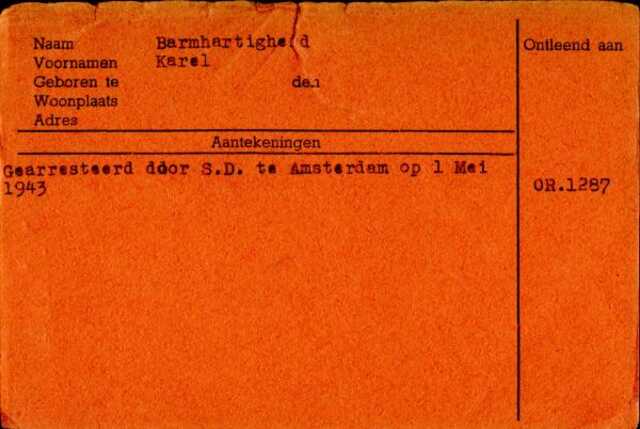 Naam Barmhartigheid
Voornamen Karel
Geboren te den
Woonplaats
Adres
Aantekeningen
Gearresteerd door S.D. te Amsterdam op 1 Mei
1943
Ontleend aan
OR.1287